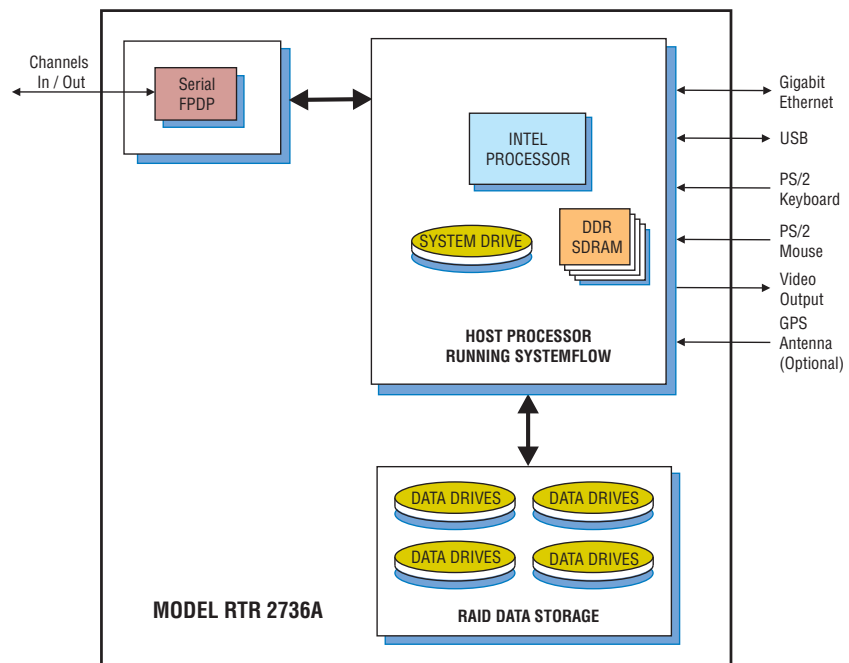 Channels
In / Out
Serial
FPDP
INTEL
PROCESSOR
SYSTEM DRIVE
DDR
SDRAM
HOST PROCESSOR
RUNNING SYSTEMFLOW
Gigabit
Ethernet
USB
PS/2
Keyboard
PS/2
Mouse
Video
Output
GPS
Antenna
(Optional)
DATA DRIVES
DATA DRIVES
DATA DRIVES
DATA DRIVES
RAID DATA STORAGE
MODEL RTR 2736A